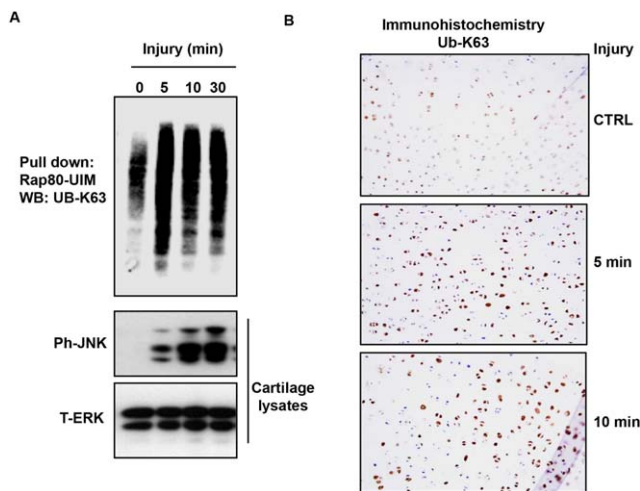 A
Injury (min)
0 5 10 30
Pull down:
Rap80-UIM
WB: UB-K63
Ph-JNK
T-ERK
Cartilage
lysates
B
Immunohistochemistry
Ub-K63
Injury
CTRL
5 min
10 min